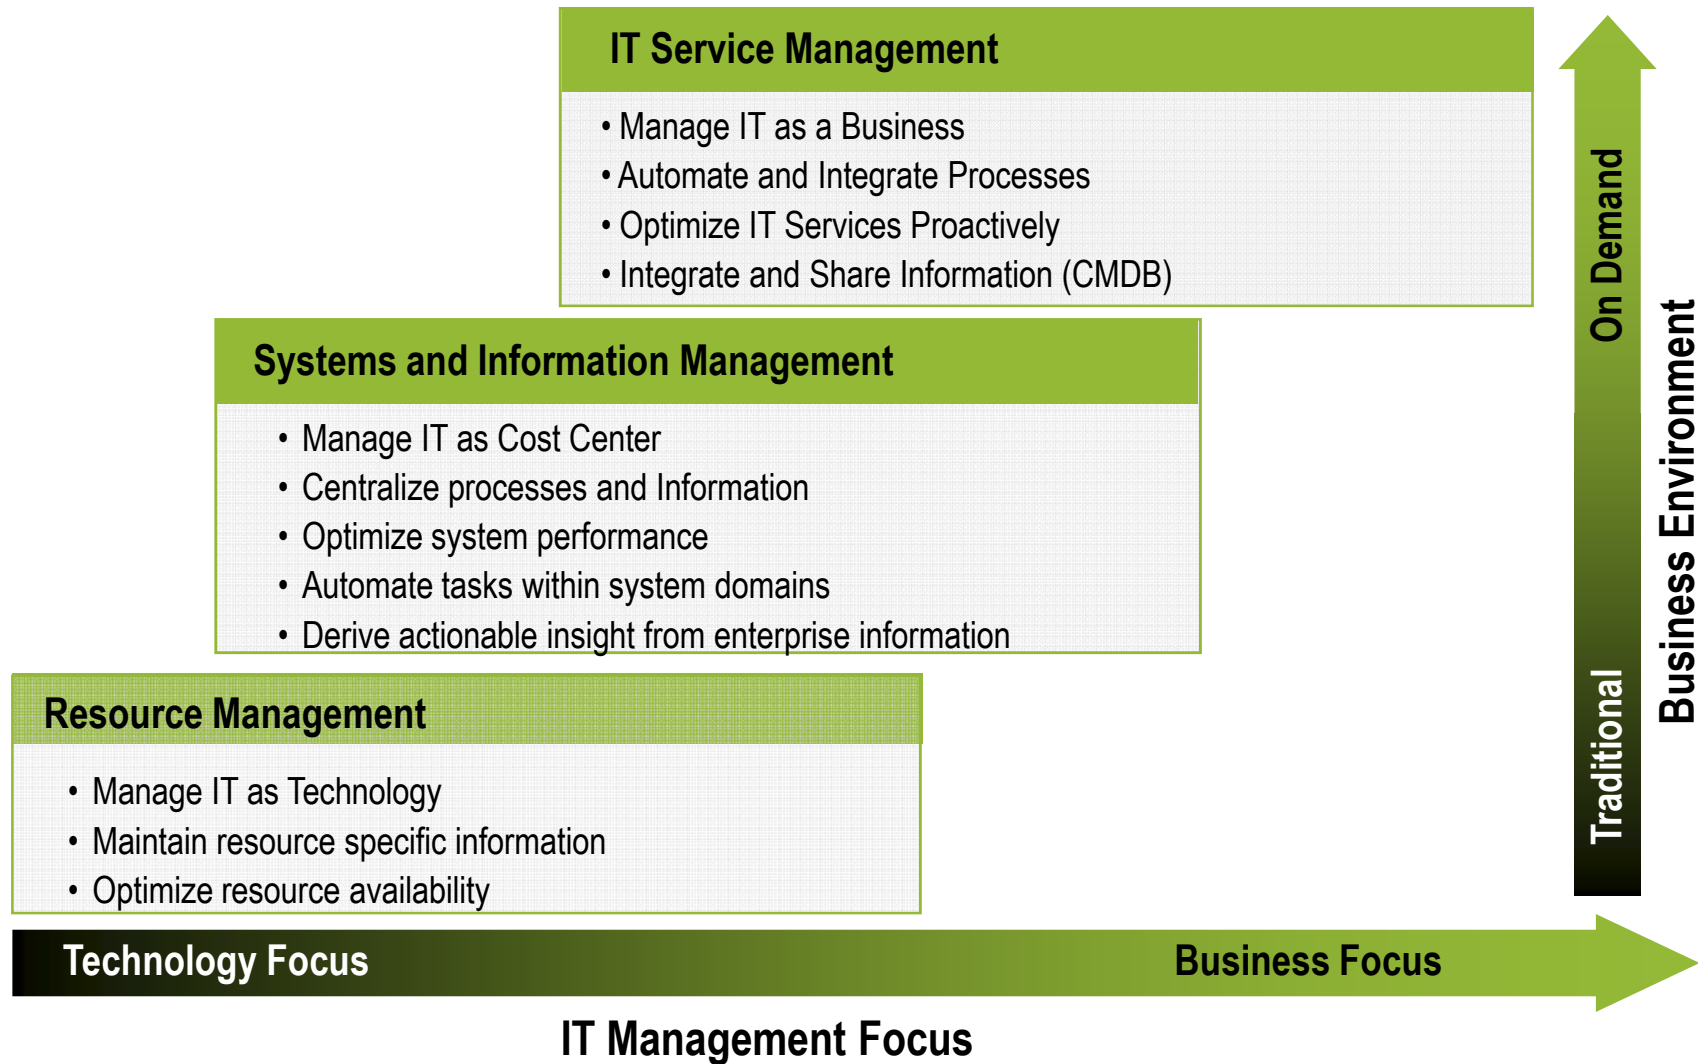 IT Service Management
• Manage IT as a Business
• Automate and Integrate Processes
• Optimize IT Services Proactively
• Integrate and Share Information (CMDB)
Systems and Information Management
• Manage IT as Cost Center
• Centralize processes and Information
• Optimize system performance
• Automate tasks within system domains
• Derive actionable insight from enterprise information
Resource Management
• Manage IT as Technology
• Maintain resource specific information
• Optimize resource availability
On Demand
Traditional
Business Environment
Technology Focus
Business Focus
IT Management Focus